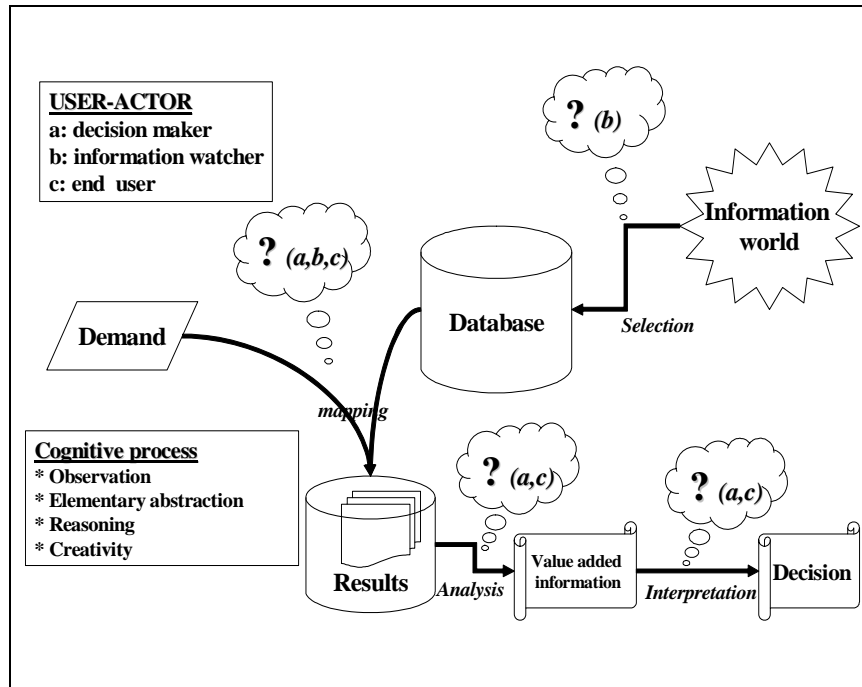 USER-ACTOR
a: decision maker
b: information watcher
c: end user
? (b)
Information
world
? (a,b,c)
Database
Selection
Demand
mapping
Cognitive process
* Observation
* Elementary abstraction
* Reasoning
* Creativity
? (a,c)
? (a,c)
Results
Analysis
Value added
information
Interpretation
Decision